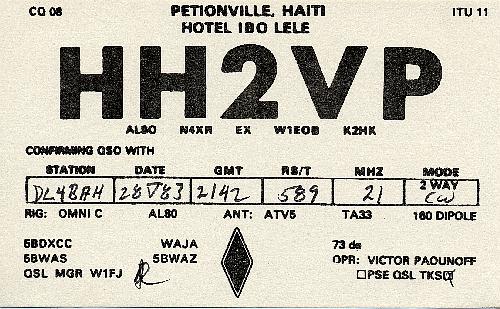 CQ 08 PETIONVILLE, HAITI ITU 11
HOTEL IBO LELE
HH2VP
AL80 N4XR EX W1EOB K2HK
CONFIRMING QSO WITH
STATION DATE GMT RS/T MHZ MODE
2 WAY
DL4BAH 28 V 83 2142 589 21 CW
RIG: OMNI C AL80 ANT: ATV5 TA33 160 DIPOLE
5BDXCC WAJA 73 de
5BWAS 5BWAZ OPR: VICTOR PAOUNOFF
QSL MGR W1FJ PSE QSL TKS